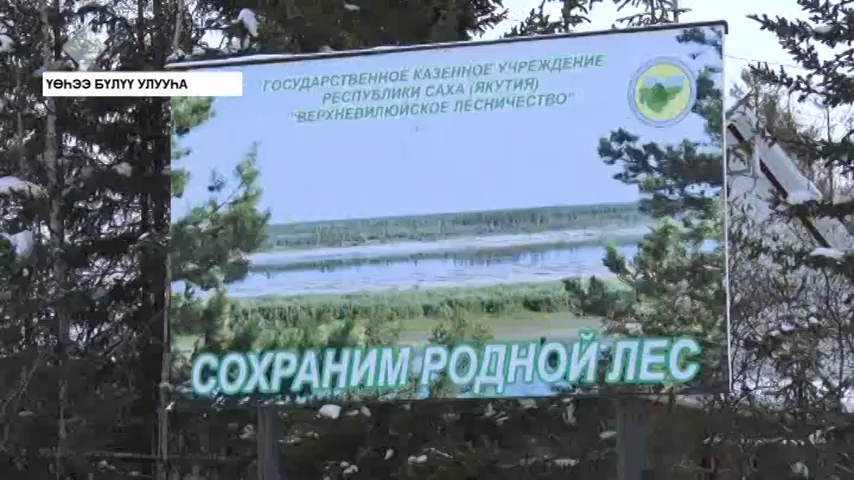 ҮӨҺЭЭ БҮЛҮҮ УЛУУҺА
ГОСУДАРСТВЕННОЕ КАЗЕННОЕ УЧРЕЖДЕНИЕ
РЕСПУБЛИКИ САХА (ЯКУТИЯ)
"ВЕРХНЕВИЛЮЙСКОЕ ЛЕСНИЧЕСТВО"
СОХРАНИМ РОДНОЙ ЛЕС